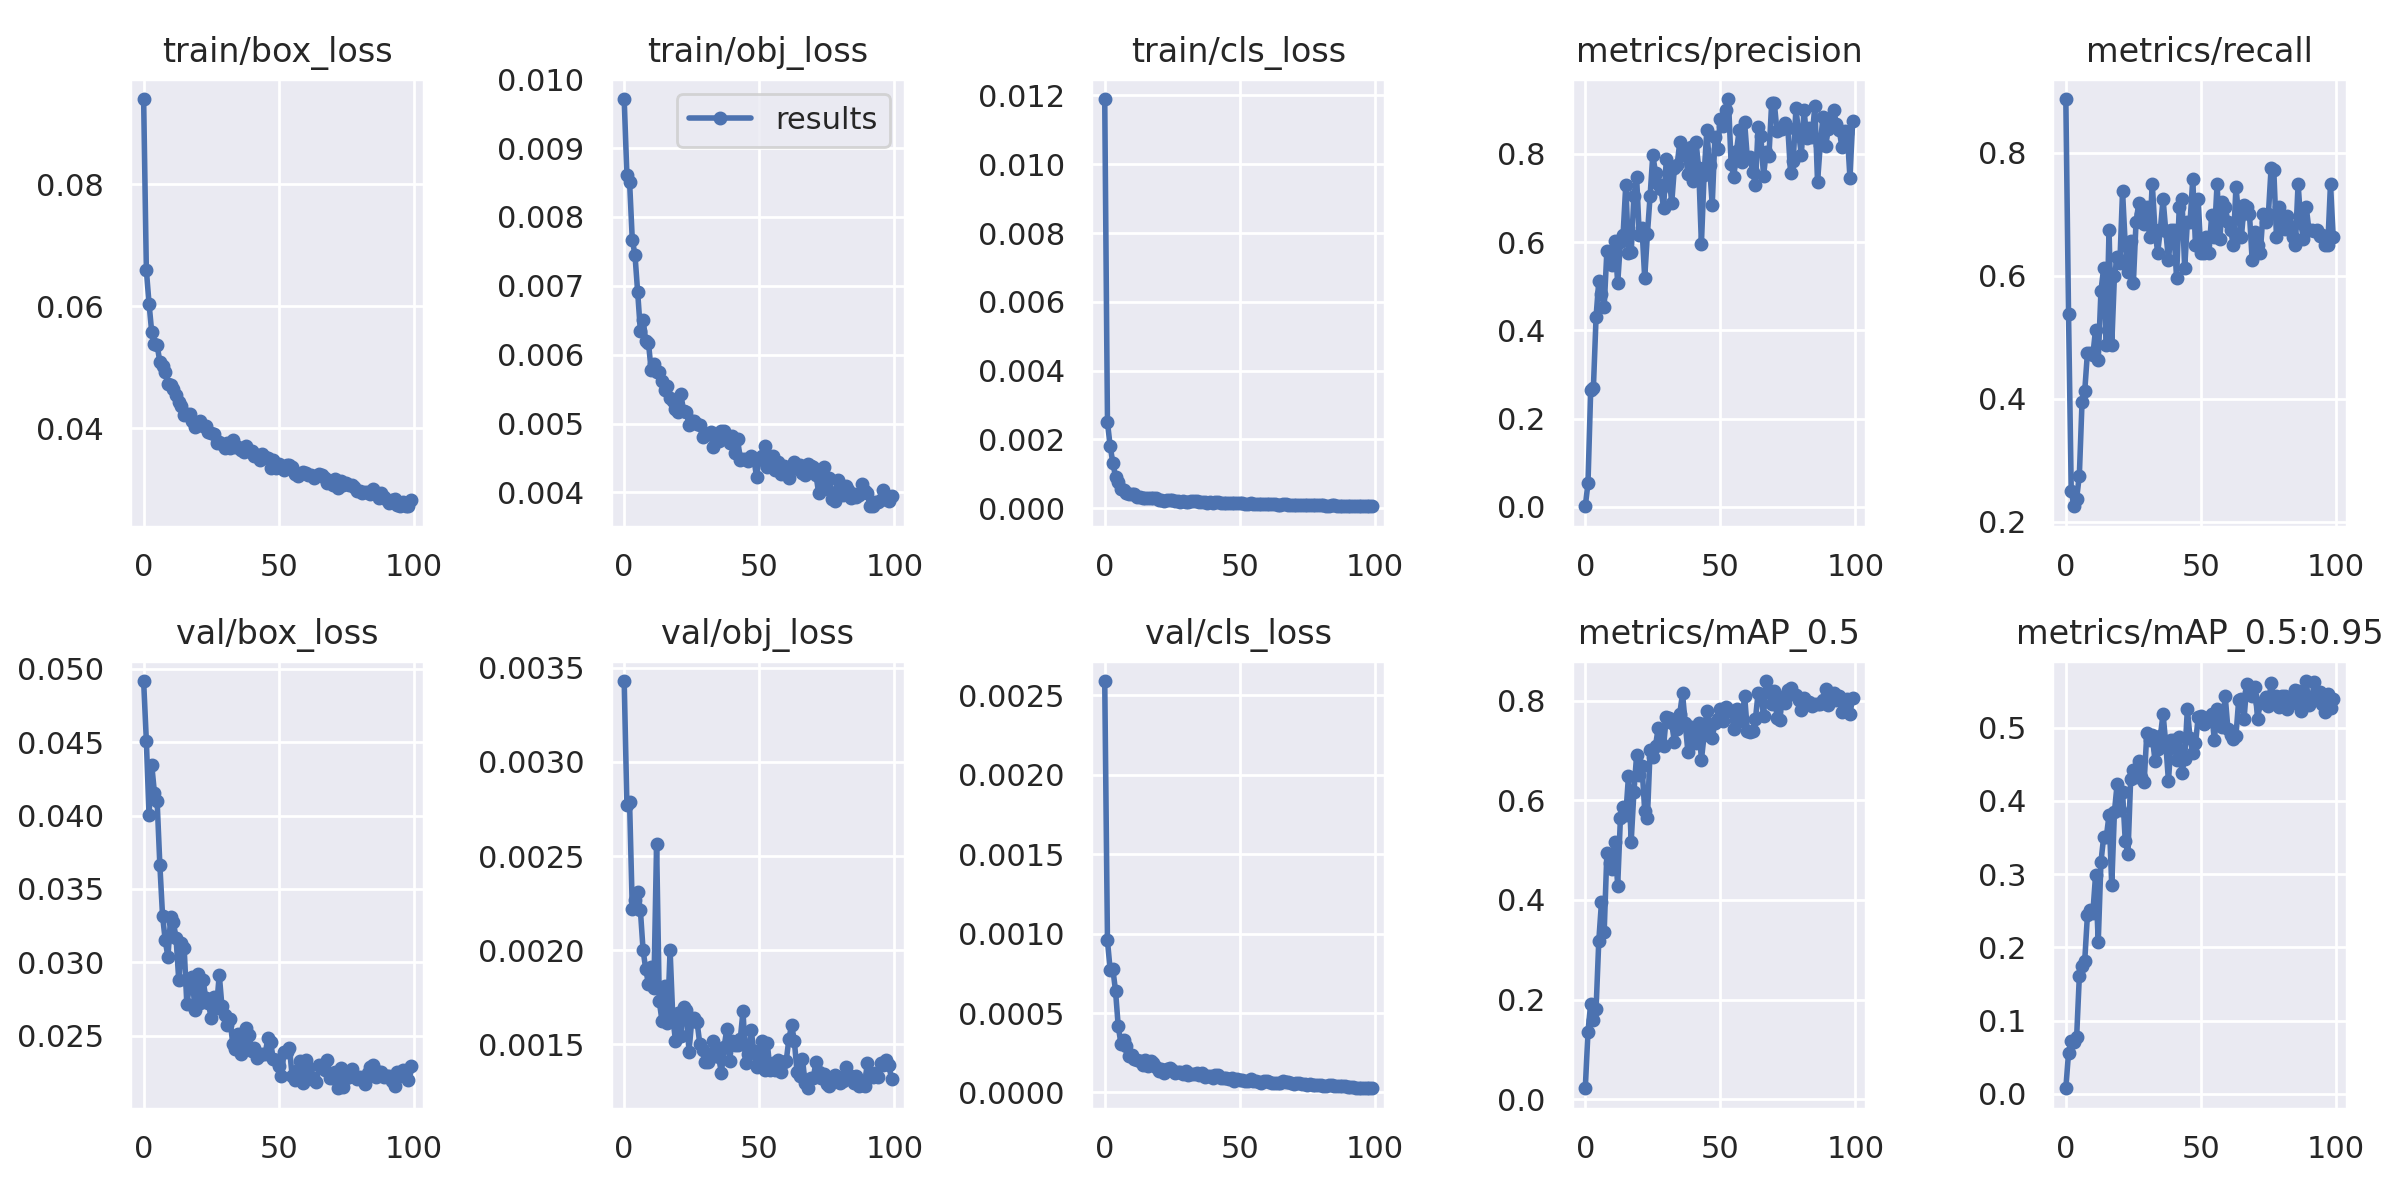 train/box_loss
0.08
0.06
0.04
0 50 100
train/obj_loss
results
0.010
0.009
0.008
0.007
0.006
0.005
0.004
0 50 100
train/cls_loss
0.012
0.010
0.008
0.006
0.004
0.002
0.000
0 50 100
metrics/precision
0.8
0.6
0.4
0.2
0.0
0 50 100
metrics/recall
0.8
0.6
0.4
0.2
0 50 100
val/box_loss
0.050
0.045
0.040
0.035
0.030
0.025
0 50 100
val/obj_loss
0.0035
0.0030
0.0025
0.0020
0.0015
0 50 100
val/cls_loss
0.0025
0.0020
0.0015
0.0010
0.0005
0.0000
0 50 100
metrics/mAP_0.5
0.8
0.6
0.4
0.2
0.0
0 50 100
metrics/mAP_0.5:0.95
0.5
0.4
0.3
0.2
0.1
0.0
0 50 100